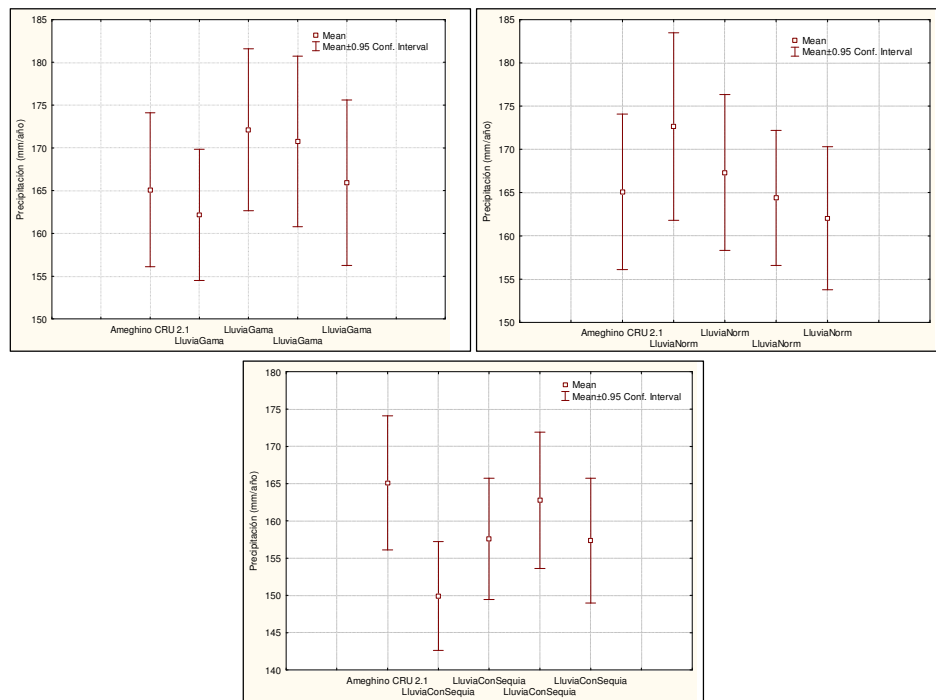 185
180
175
170
165
160
155
150
Precipitación (mm/año)
Mean
Mean±0.95 Conf. Interval
Ameghino CRU 2.1
LluviaGama
LluviaGama
LluviaGama
LluviaGama
185
180
175
170
165
160
155
150
Precipitación (mm/año)
Mean
Mean±0.95 Conf. Interval
Ameghino CRU 2.1
LluviaNorm
LluviaNorm
LluviaNorm
LluviaNorm
180
175
170
165
160
155
150
145
140
Precipitación (mm/año)
Mean
Mean±0.95 Conf. Interval
Ameghino CRU 2.1
LluviaConSequia
LluviaConSequia
LluviaConSequia
LluviaConSequia